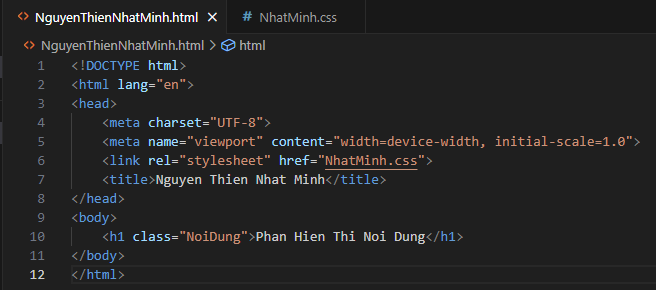 NguyenThienNhatMinh.html × # NhatMinh.css
NguyenThienNhatMinh.html > html
1 <!DOCTYPE html>
2 <html lang="en">
3 <head>
4 <meta charset="UTF-8">
5 <meta name="viewport" content="width=device-width, initial-scale=1.0">
6 <link rel="stylesheet" href="NhatMinh.css">
7 <title>Nguyen Thien Nhat Minh</title>
8 </head>
9 <body>
10 <h1 class="NoiDung">Phan Hien Thi Noi Dung</h1>
11 </body>
12 </html>